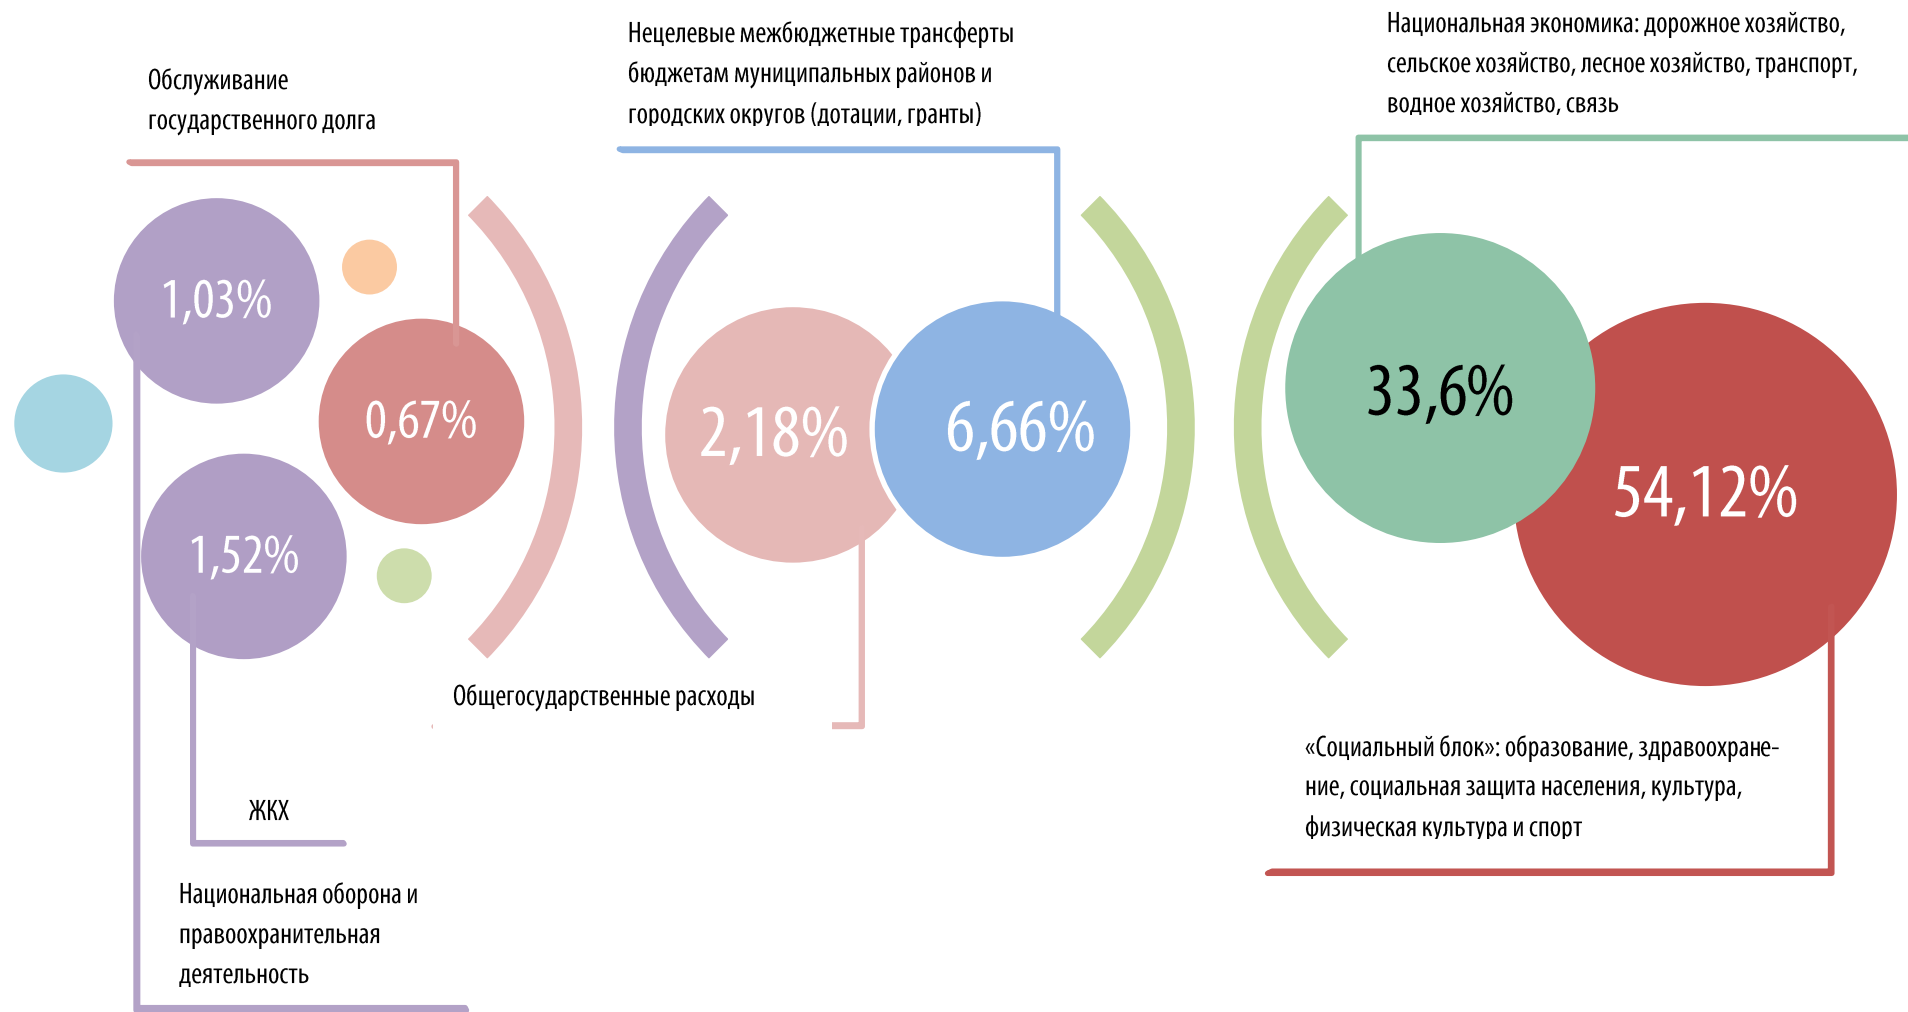 Обслуживание
государственного долга
Нецелевые межбюджетные трансферты
бюджетам муниципальных районов и
городских округов (дотации, гранты)
Национальная экономика: дорожное хозяйство,
сельское хозяйство, лесное хозяйство, транспорт,
водное хозяйство, связь
1,03%
0,67%
1,52%
2,18%
6,66%
33,6%
54,12%
Общегосударственные расходы
ЖКХ
Национальная оборона и
правоохранительная
деятельность
«Социальный блок»: образование, здравоохране-
ние, социальная защита населения, культура,
физическая культура и спорт